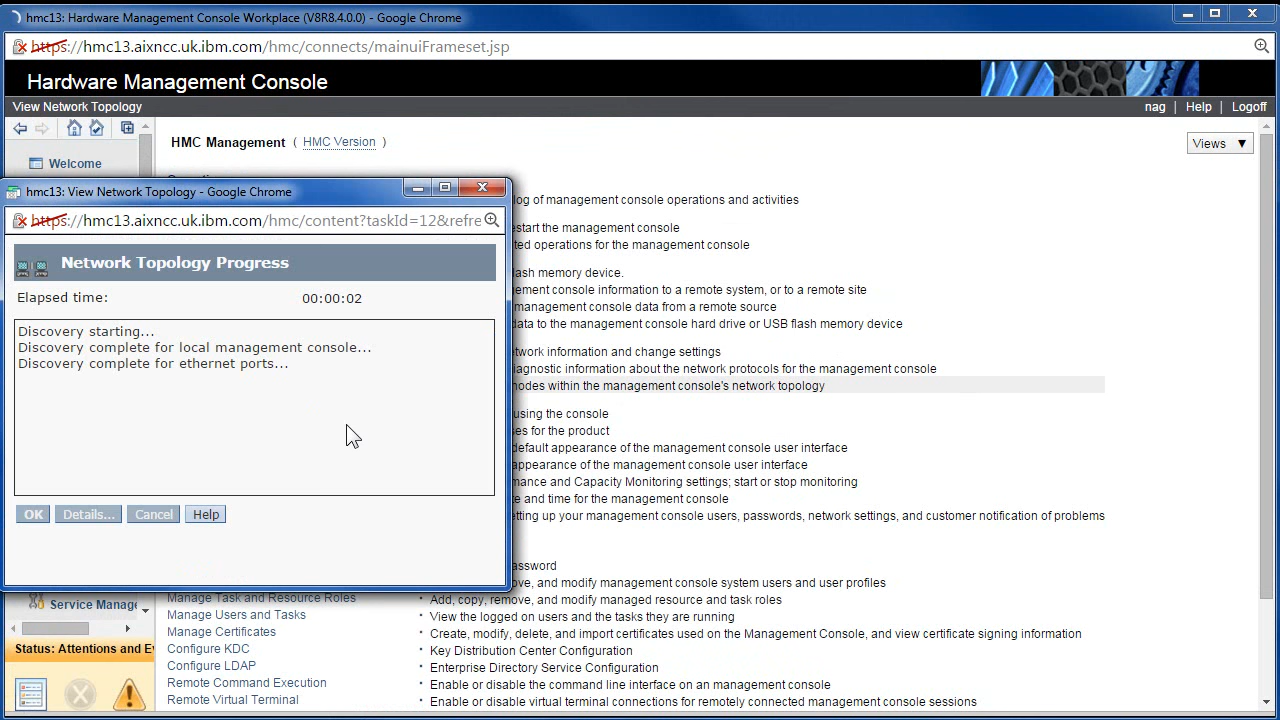 hmc13: Hardware Management Console Workplace (V8R8.4.0.0) - Google Chrome
https://hmc13.aixncc.uk.ibm.com/hmc/connects/mainuiFrameset.jsp
Hardware Management Console
View Network Topology
nag | Help | Logoff
Welcome
HMC Management ( HMC Version )
Views ▼
hmc13: View Network Topology - Google Chrome
https://hmc13.aixncc.uk.ibm.com/hmc/content?taskId=12&refre
Network Topology Progress
Elapsed time: 00:00:02
Discovery starting...
Discovery complete for local management console...
Discovery complete for ethernet ports...
OK Details... Cancel Help
log of management console operations and activities
start the management console
ted operations for the management console
lash memory device.
ement console information to a remote system, or to a remote site
management console data from a remote source
data to the management console hard drive or USB flash memory device
etwork information and change settings
iagnostic information about the network protocols for the management console
nodes within the management console's network topology
using the console
ses for the product
default appearance of the management console user interface
appearance of the management console user interface
mance and Capacity Monitoring settings; start or stop monitoring
te and time for the management console
etting up your management console users, passwords, network settings, and customer notification of problems
assword
ove, and modify management console system users and user profiles
Service Manage
Status: Attentions and Ev
Manage Task and Resource Roles • Add, copy, remove, and modify managed resource and task roles
Manage Users and Tasks • View the logged on users and the tasks they are running
Manage Certificates • Create, modify, delete, and import certificates used on the Management Console, and view certificate signing information
Configure KDC • Key Distribution Center Configuration
Configure LDAP • Enterprise Directory Service Configuration
Remote Command Execution • Enable or disable the command line interface on an management console
Remote Virtual Terminal • Enable or disable virtual terminal connections for remotely connected management console sessions